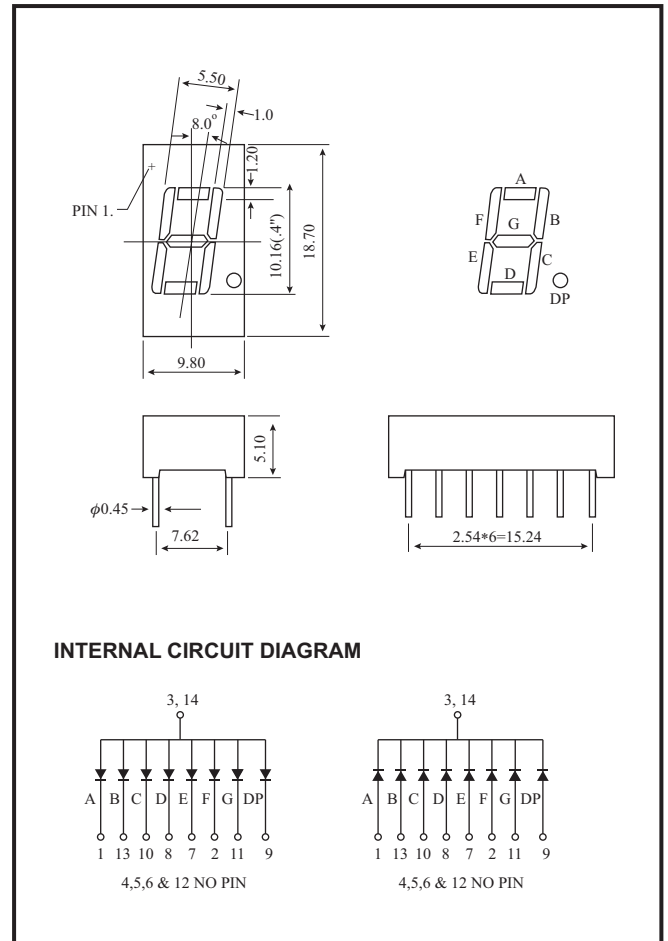 5.50
8.0°
1.0
1.20
PIN 1.
10.16(.4")
18.70
9.80
A
F
G
B
E
C
D
DP
5.10
ϕ0.45
7.62
2.54*6=15.24
INTERNAL CIRCUIT DIAGRAM
3, 14
A B C D E F G DP
1 13 10 8 7 2 11 9
4,5,6 & 12 NO PIN
3, 14
A B C D E F G DP
1 13 10 8 7 2 11 9
4,5,6 & 12 NO PIN